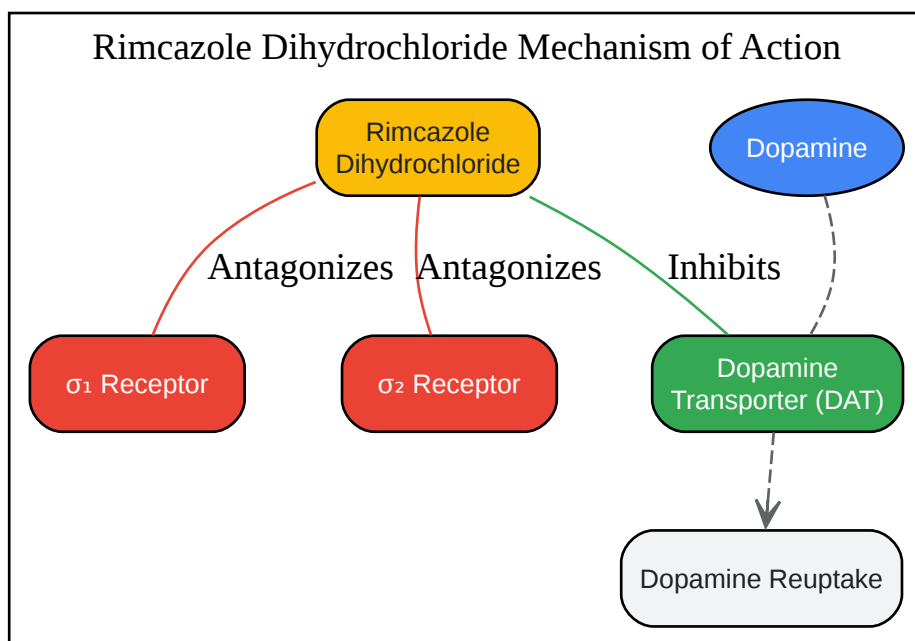 Rimcazole Dihydrochloride Mechanism of Action
Rimcazole
Dihydrochloride
Dopamine
Antagonizes
Antagonizes
Inhibits
σ₁ Receptor
σ₂ Receptor
Dopamine
Transporter (DAT)
Dopamine Reuptake